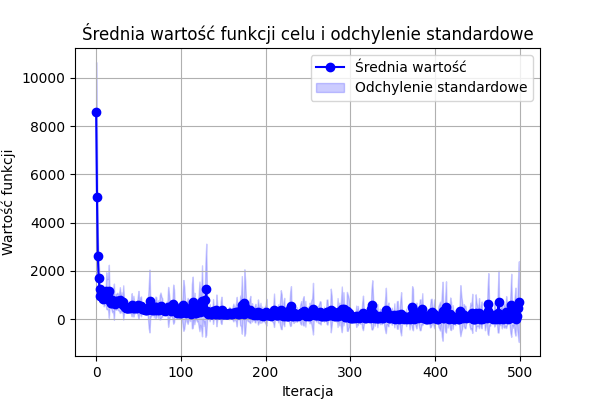 Średnia wartość funkcji celu i odchylenie standardowe
Średnia wartość
Odchylenie standardowe
Wartość funkcji
10000
8000
6000
4000
2000
0
0 100 200 300 400 500
Iteracja